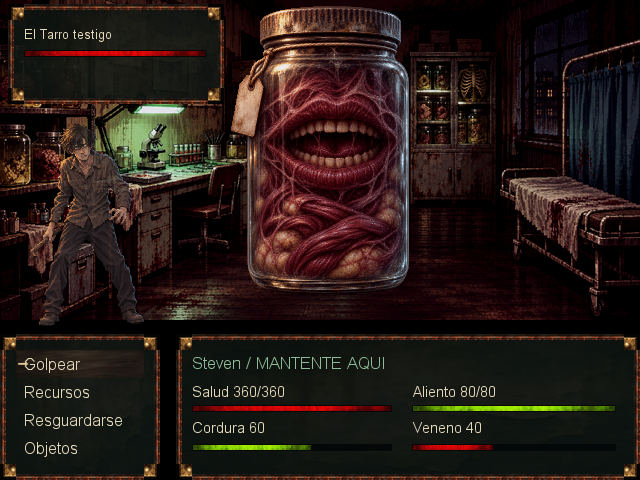 El Tarro testigo
Golpear
Recursos
Resguardarse
Objetos
Steven / MANTENTE AQUI
Salud 360/360
Aliento 80/80
Cordura 60
Veneno 40